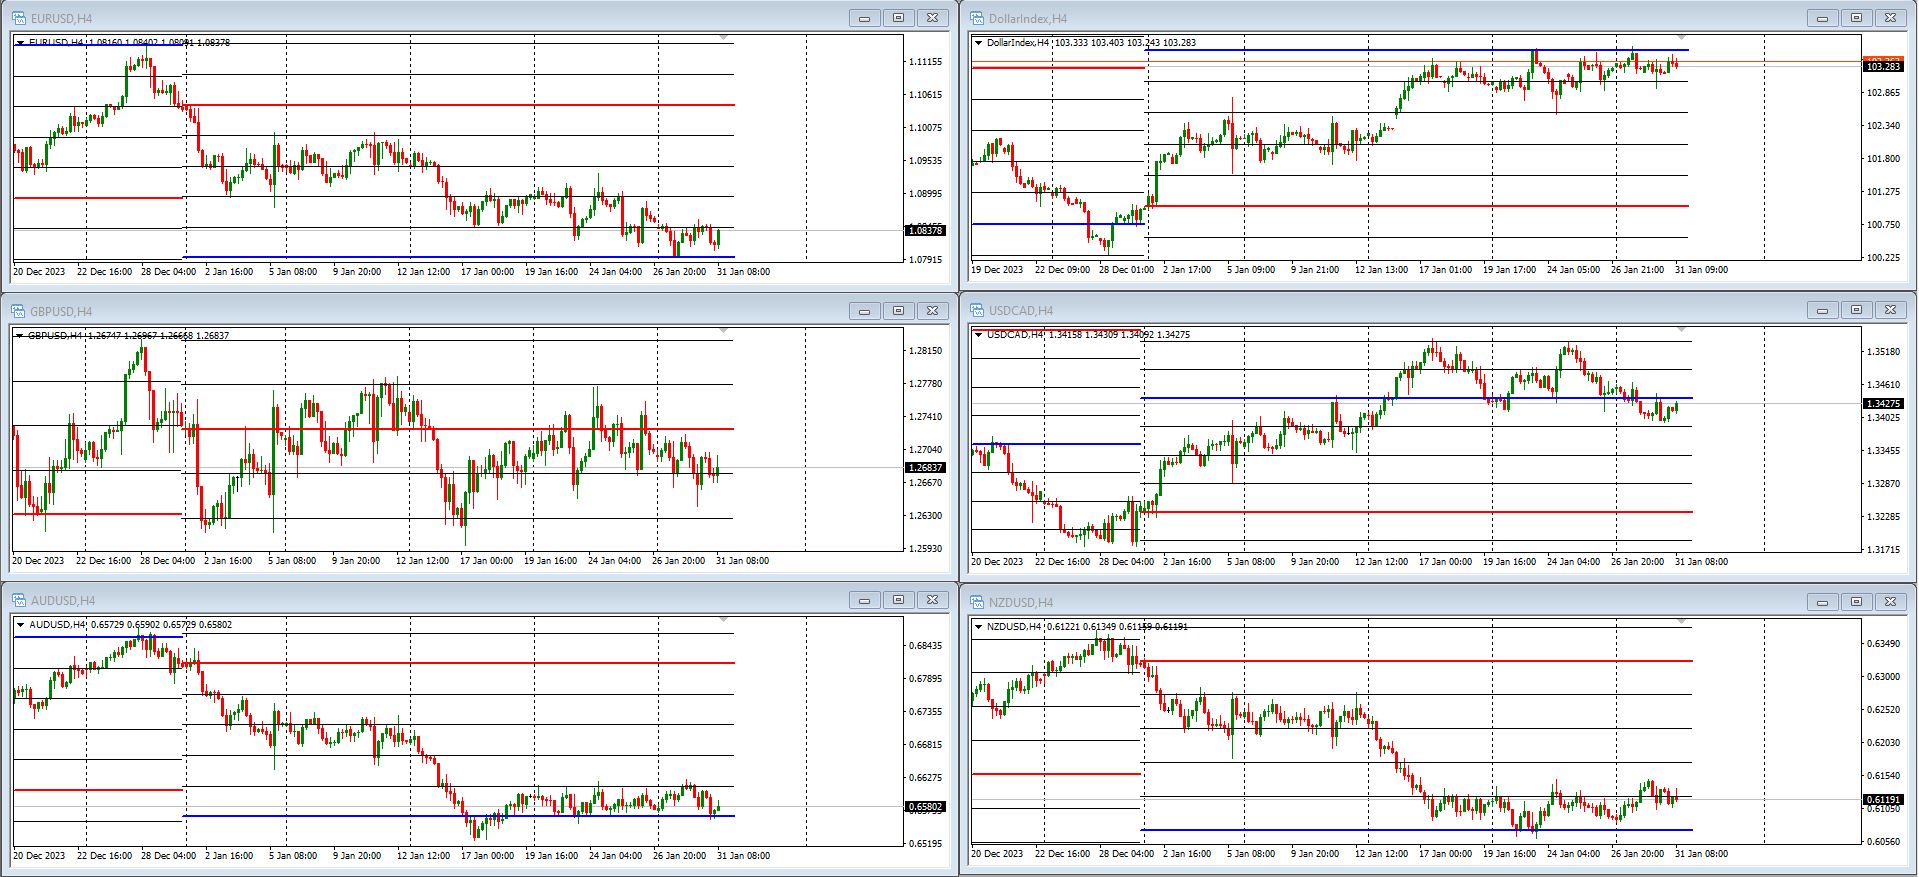 EURUSD,H4
EURUSD,H4 1.08160 1.08402 1.08091 1.08378
1.11155
1.10615
1.10075
1.09535
1.08995
1.08378
1.07915
20 Dec 2023 22 Dec 16:00 28 Dec 04:00 2 Jan 16:00 5 Jan 08:00 9 Jan 20:00 12 Jan 12:00 17 Jan 00:00 19 Jan 16:00 24 Jan 04:00 26 Jan 20:00 31 Jan 08:00
DollarIndex,H4
DollarIndex,H4 103.333 103.403 103.243 103.283
103.283
102.865
102.340
101.800
101.275
100.750
100.225
19 Dec 2023 22 Dec 09:00 28 Dec 01:00 2 Jan 17:00 5 Jan 09:00 9 Jan 21:00 12 Jan 13:00 17 Jan 01:00 19 Jan 17:00 24 Jan 05:00 26 Jan 21:00 31 Jan 09:00
GBPUSD,H4
GBPUSD,H4 1.26747 1.26967 1.26668 1.26837
1.28150
1.27780
1.27410
1.27040
1.26837
1.26670
1.26300
1.25930
20 Dec 2023 22 Dec 16:00 28 Dec 04:00 2 Jan 16:00 5 Jan 08:00 9 Jan 20:00 12 Jan 12:00 17 Jan 00:00 19 Jan 16:00 24 Jan 04:00 26 Jan 20:00 31 Jan 08:00
USDCAD,H4
USDCAD,H4 1.34158 1.34309 1.34092 1.34275
1.35180
1.34610
1.34275
1.34025
1.33455
1.32870
1.32285
1.31715
20 Dec 2023 22 Dec 16:00 28 Dec 04:00 2 Jan 16:00 5 Jan 08:00 9 Jan 20:00 12 Jan 12:00 17 Jan 00:00 19 Jan 16:00 24 Jan 04:00 26 Jan 20:00 31 Jan 08:00
AUDUSD,H4
AUDUSD,H4 0.65729 0.65902 0.65729 0.65802
0.68435
0.67895
0.67355
0.66815
0.66275
0.65802
0.65195
20 Dec 2023 22 Dec 16:00 28 Dec 04:00 2 Jan 16:00 5 Jan 08:00 9 Jan 20:00 12 Jan 12:00 17 Jan 00:00 19 Jan 16:00 24 Jan 04:00 26 Jan 20:00 31 Jan 08:00
NZDUSD,H4
NZDUSD,H4 0.61221 0.61349 0.61159 0.61191
0.63490
0.63000
0.62520
0.62030
0.61540
0.61191
0.61050
0.60560
20 Dec 2023 22 Dec 16:00 28 Dec 04:00 2 Jan 16:00 5 Jan 08:00 9 Jan 20:00 12 Jan 12:00 17 Jan 00:00 19 Jan 16:00 24 Jan 04:00 26 Jan 20:00 31 Jan 08:00